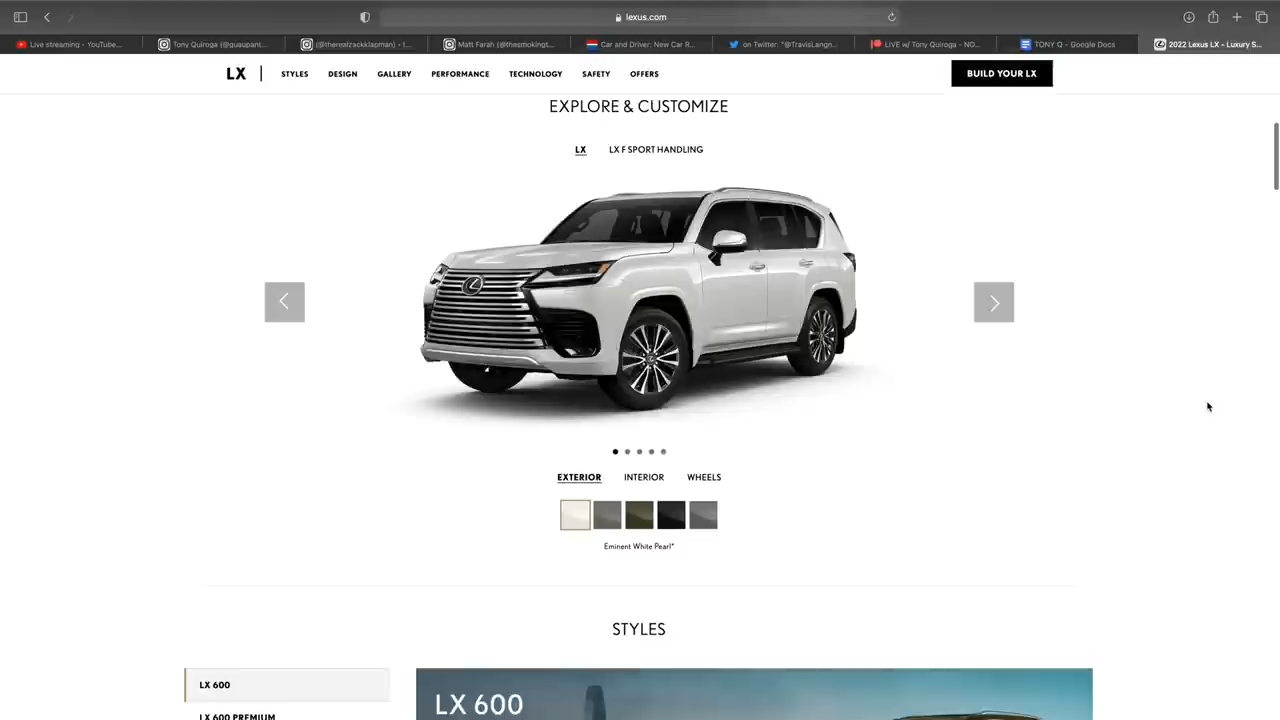 lexus.com
Live streaming - YouTube...
Tony Quiroga (@guaupant...
(@therealzackklapman) • I...
Matt Farah (@thesmokingt...
Car and Driver: New Car R...
on Twitter: "@TravisLangn...
LIVE w/ Tony Quiroga - NO...
TONY Q - Google Docs
2022 Lexus LX - Luxury S...
LX
STYLES
DESIGN
GALLERY
PERFORMANCE
TECHNOLOGY
SAFETY
OFFERS
BUILD YOUR LX
EXPLORE & CUSTOMIZE
LX
LX F SPORT HANDLING
EXTERIOR
INTERIOR
WHEELS
Eminent White Pearl*
STYLES
LX 600
LX 600
LX 600 PREMIUM